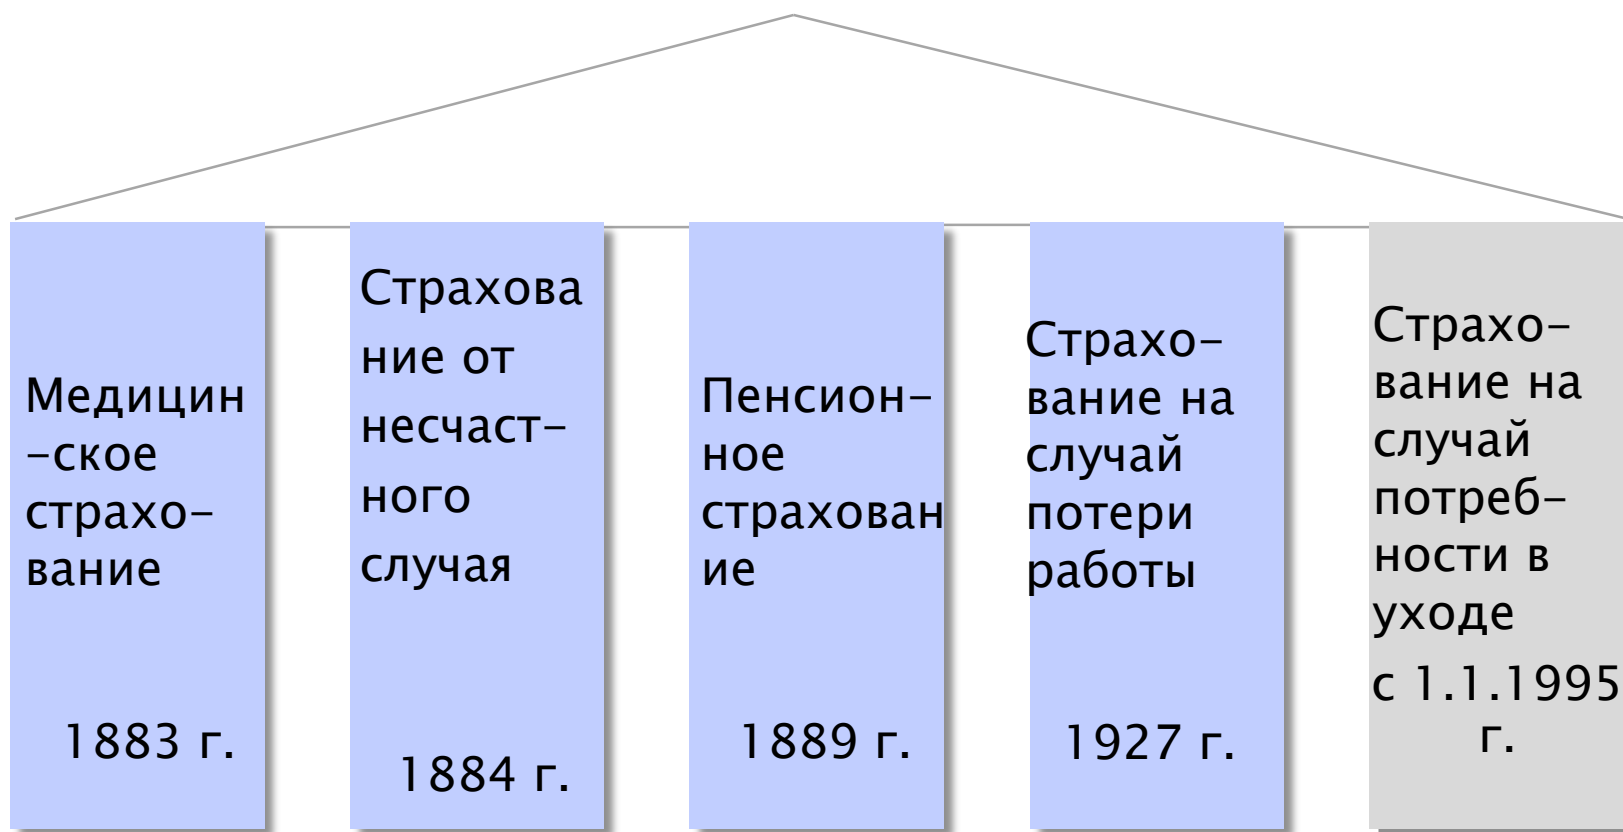 Медицин
-ское
страхо-
вание
1883 г.
Страхова
ние от
несчаст-
ного
случая
1884 г.
Пенсион-
ное
страхован
ие
1889 г.
Страхо-
вание на
случай
потери
работы
1927 г.
Страхо-
вание на
случай
потреб-
ности в
уходе
с 1.1.1995
г.